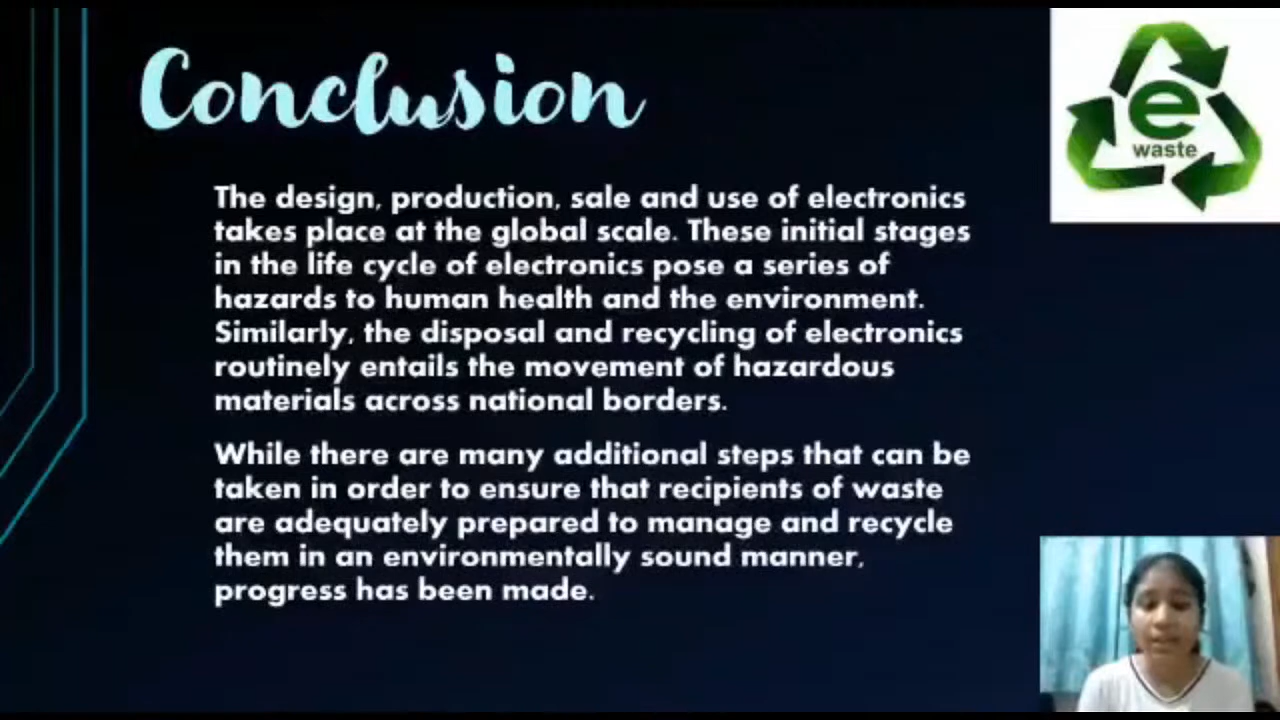 Conclusion
e
waste
The design, production, sale and use of electronics
takes place at the global scale. These initial stages
in the life cycle of electronics pose a series of
hazards to human health and the environment.
Similarly, the disposal and recycling of electronics
routinely entails the movement of hazardous
materials across national borders.
While there are many additional steps that can be
taken in order to ensure that recipients of waste
are adequately prepared to manage and recycle
them in an environmentally sound manner,
progress has been made.